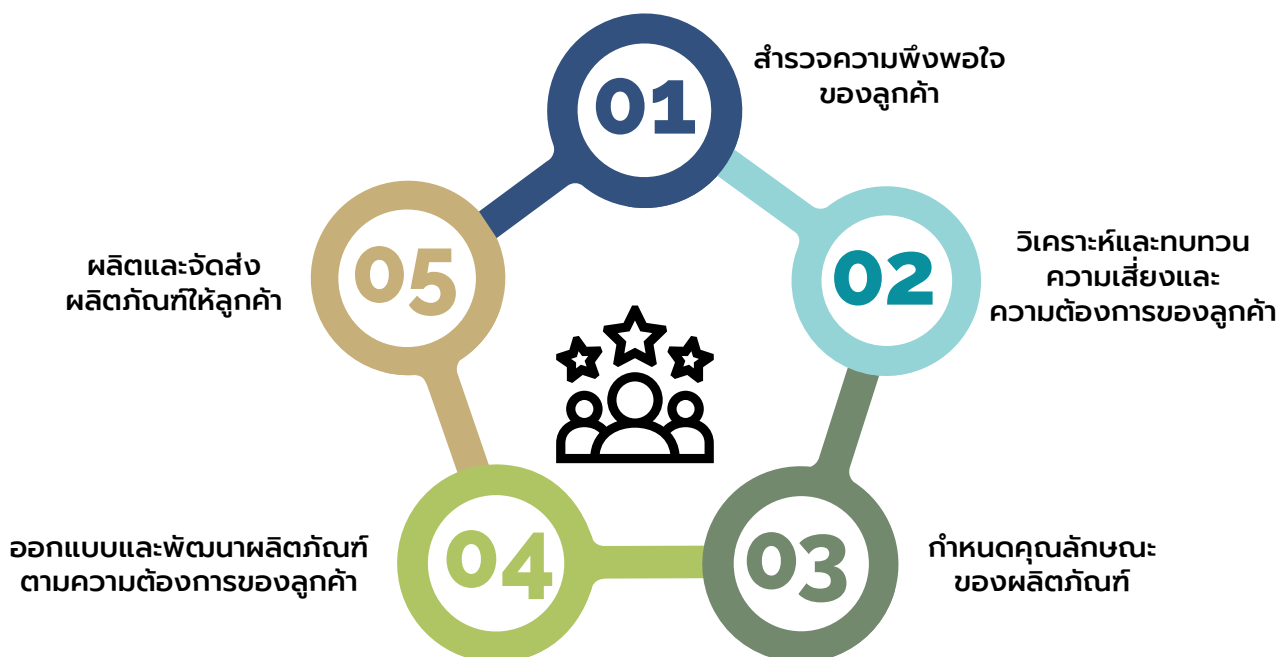 01
สำรวจความพึงพอใจ
ของลูกค้า
02
วิเคราะห์และทบทวน
ความเสี่ยงและ
ความต้องการของลูกค้า
03
กำหนดคุณลักษณะ
ของผลิตภัณฑ์
04
ออกแบบและพัฒนาผลิตภัณฑ์
ตามความต้องการของลูกค้า
05
ผลิตและจัดส่ง
ผลิตภัณฑ์ให้ลูกค้า